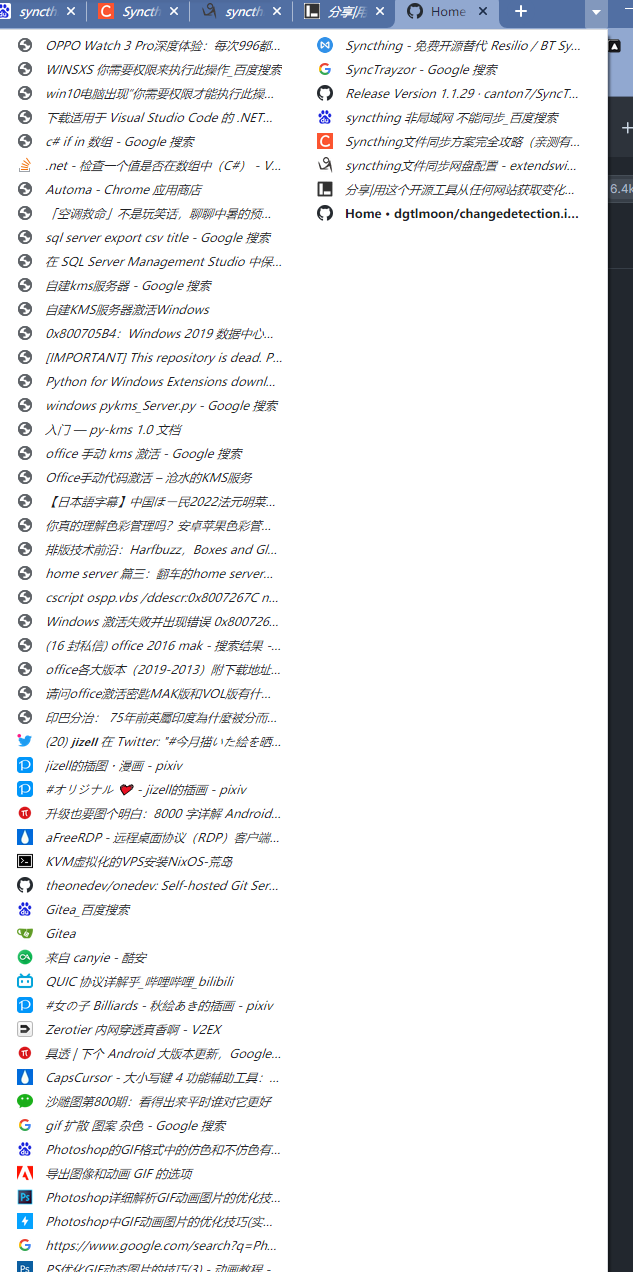 syncth
Syncth
syncth
分享|用
Home
6.4k
OPPO Watch 3 Pro深度体验：每次996都...
WINSXS 你需要权限来执行此操作_百度搜索
win10电脑出现"你需要权限才能执行此操...
下载适用于 Visual Studio Code 的 .NET...
c# if in 数组 - Google 搜索
.net - 检查一个值是否在数组中（C#） - V...
Automa - Chrome 应用商店
「空调救命」不是玩笑话，聊聊中暑的预...
sql server export csv title - Google 搜索
在 SQL Server Management Studio 中保...
自建kms服务器 - Google 搜索
自建KMS服务器激活Windows
0x800705B4：Windows 2019 数据中心...
[IMPORTANT] This repository is dead. P...
Python for Windows Extensions downl...
windows pykms_Server.py - Google 搜索
入门 — py-kms 1.0 文档
office 手动 kms 激活 - Google 搜索
Office手动代码激活 – 沧水的KMS服务
【日本語字幕】中国ほー民2022法元明菜...
你真的理解色彩管理吗？安卓苹果色彩管...
排版技术前沿：Harfbuzz，Boxes and Gl...
home server 篇三：翻车的home server...
cscript ospp.vbs /ddescr:0x8007267C n...
Windows 激活失败并出现错误 0x800726...
(16 封私信) office 2016 mak - 搜索结果 -...
office各大版本（2019-2013）附下载地址...
请问office激活密匙MAK版和VOL版有什...
印巴分治： 75年前英屬印度為什麼被分而...
(20) jizell 在 Twitter: "#今月描いた絵を晒...
jizell的插图・漫画 - pixiv
#オリジナル ❤ - jizell的插画 - pixiv
升级也要图个明白：8000 字详解 Android...
aFreeRDP - 远程桌面协议（RDP）客户端...
KVM虚拟化的VPS安装NixOS-荒岛
theonedev/onedev: Self-hosted Git Ser...
Gitea_百度搜索
Gitea
来自 canyie - 酷安
QUIC 协议详解乎_哔哩哔哩_bilibili
#女の子 Billiards - 秋绘あき的插画 - pixiv
Zerotier 内网穿透真香啊 - V2EX
具透 | 下个 Android 大版本更新，Google...
CapsCursor - 大小写键 4 功能辅助工具：...
沙雕图第800期：看得出来平时谁对它更好
gif 扩散 图案 杂色 - Google 搜索
Photoshop的GIF格式中的仿色和不仿色有...
导出图像和动画 GIF 的选项
Photoshop详细解析GIF动画图片的优化技...
Photoshop中GIF动画图片的优化技巧(实...
https://www.google.com/search?q=Ph...
PS优化GIF动态图片的技巧(3) - 动画教程 -
Syncthing - 免费开源替代 Resilio / BT Sy...
SyncTrayzor - Google 搜索
Release Version 1.1.29 · canton7/SyncT...
syncthing 非局域网 不能同步_百度搜索
Syncthing文件同步方案完全攻略（亲测有...
syncthing文件同步网盘配置 - extendswi...
分享|用这个开源工具从任何网站获取变化...
Home • dgtlmoon/changedetection.i...